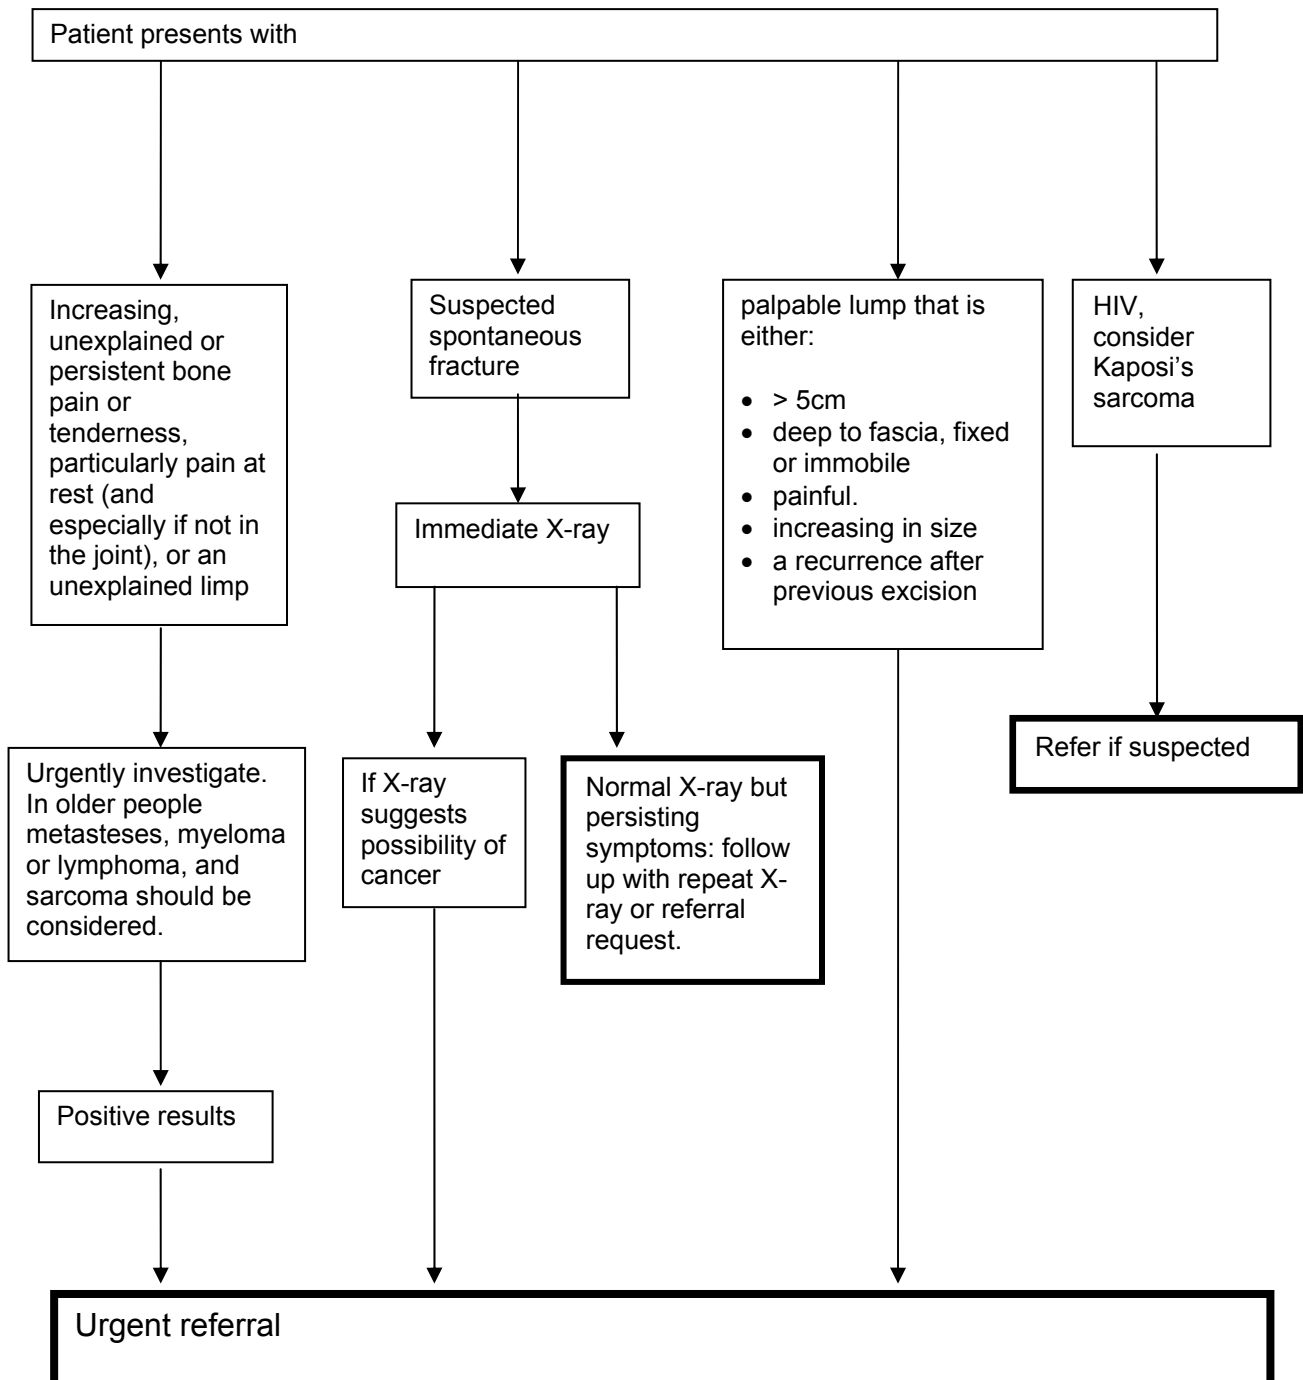 Patient presents with
Increasing,
unexplained or
persistent bone
pain or
tenderness,
particularly pain at
rest (and
especially if not in
the joint), or an
unexplained limp
Suspected
spontaneous
fracture
palpable lump that is
either:
• > 5cm
• deep to fascia, fixed
or immobile
• painful.
• increasing in size
• a recurrence after
previous excision
HIV,
consider
Kaposi's
sarcoma
Immediate X-ray
Urgently investigate.
In older people
metasteses, myeloma
or lymphoma, and
sarcoma should be
considered.
If X-ray
suggests
possibility of
cancer
Normal X-ray but
persisting
symptoms: follow
up with repeat X-
ray or referral
request.
Refer if suspected
Positive results
Urgent referral